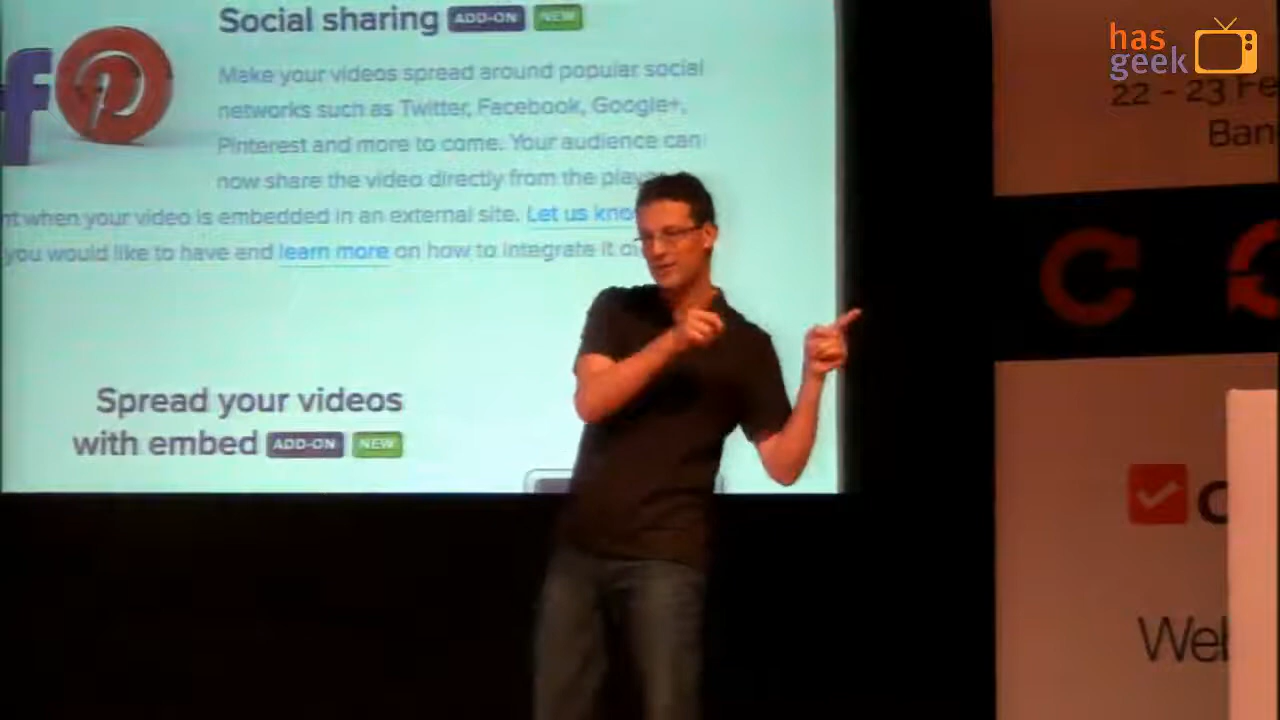 Social sharing ADD-ON NEW
Make your videos spread around popular social
networks such as Twitter, Facebook, Google+,
Pinterest and more to come. Your audience can
now share the video directly from the
when your video is embedded in an external site. Let us
you would like to have and learn more on how to integrate it
Spread your videos
with embed ADD-ON NEW
has
geek
22 - 23